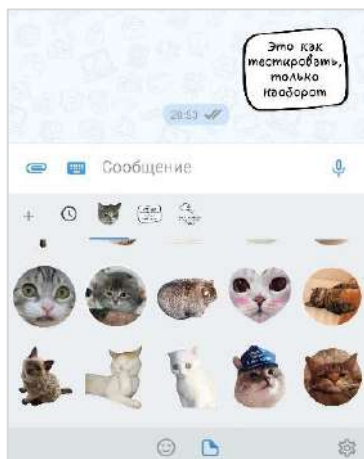 Это как
тестировать,
только
наоборот
20:53
Сообщение